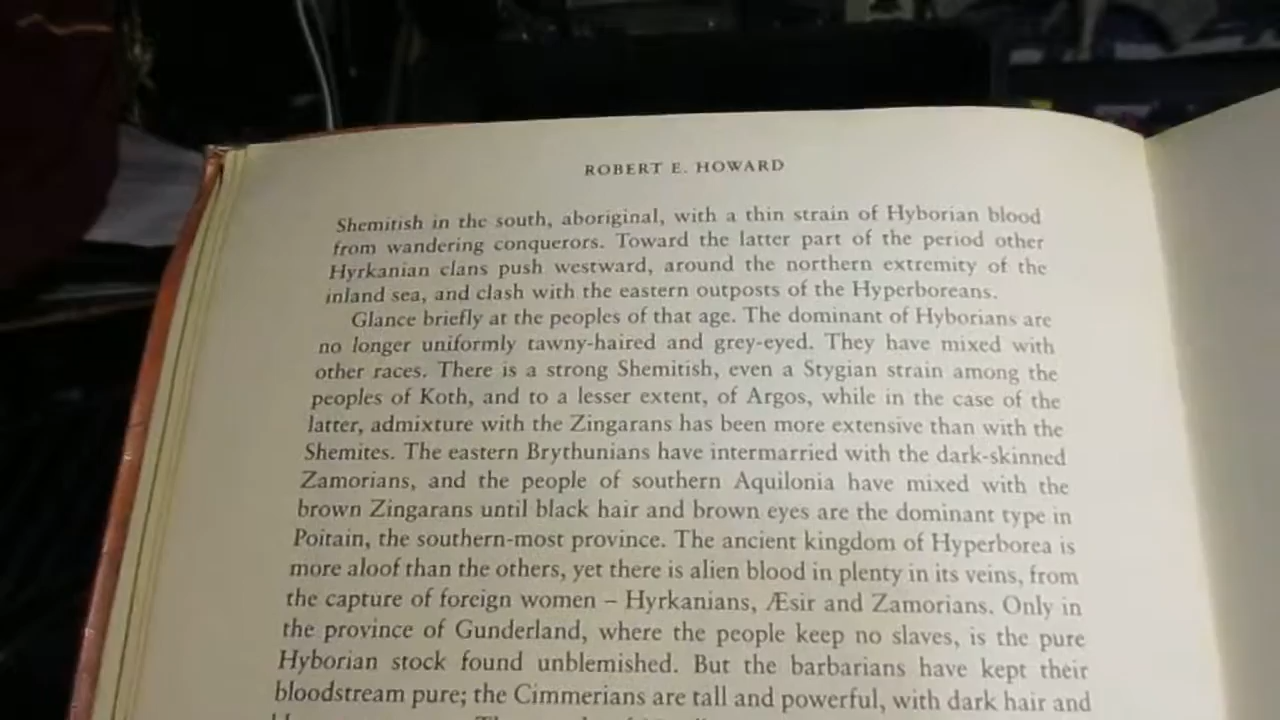 ROBERT E. HOWARD
Shemitish in the south, aboriginal, with a thin strain of Hyborian blood
from wandering conquerors. Toward the latter part of the period other
Hyrkanian clans push westward, around the northern extremity of the
inland sea, and clash with the eastern outposts of the Hyperboreans.
Glance briefly at the peoples of that age. The dominant of Hyborians are
no longer uniformly tawny-haired and grey-eyed. They have mixed with
other races. There is a strong Shemitish, even a Stygian strain among the
peoples of Koth, and to a lesser extent, of Argos, while in the case of the
latter, admixture with the Zingarans has been more extensive than with the
Shemites. The eastern Brythunians have intermarried with the dark-skinned
Zamorians, and the people of southern Aquilonia have mixed with the
brown Zingarans until black hair and brown eyes are the dominant type in
Poitain, the southern-most province. The ancient kingdom of Hyperborea is
more aloof than the others, yet there is alien blood in plenty in its veins, from
the capture of foreign women – Hyrkanians, Æsir and Zamorians. Only in
the province of Gunderland, where the people keep no slaves, is the pure
Hyborian stock found unblemished. But the barbarians have kept their
bloodstream pure; the Cimmerians are tall and powerful, with dark hair and